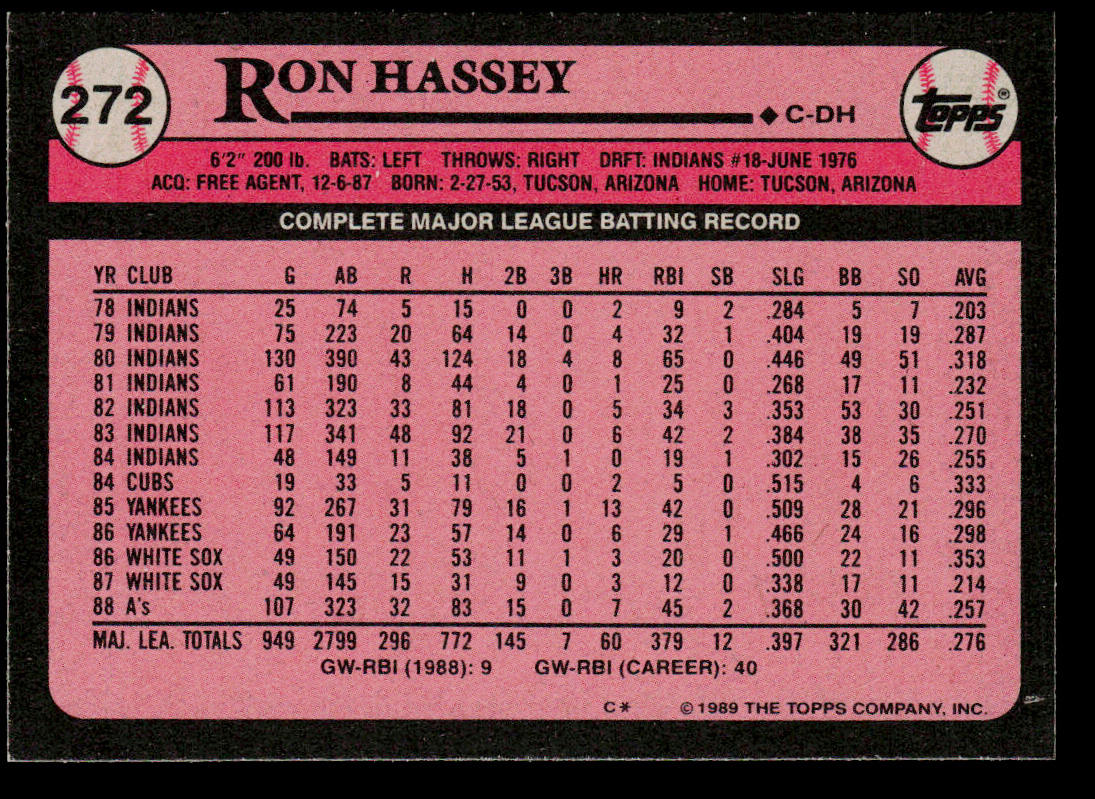 272 RON HASSEY TOPPS®
◆ C-DH
6'2" 200 lb. BATS: LEFT THROWS: RIGHT DRFT: INDIANS #18-JUNE 1976
ACQ: FREE AGENT, 12-6-87 BORN: 2-27-53, TUCSON, ARIZONA HOME: TUCSON, ARIZONA
COMPLETE MAJOR LEAGUE BATTING RECORD
YR CLUB G AB R H 2B 3B HR RBI SB SLG BB SO AVG
78 INDIANS 25 74 5 15 0 0 2 9 2 .284 5 7 .203
79 INDIANS 75 223 20 64 14 0 4 32 1 .404 19 19 .287
80 INDIANS 130 390 43 124 18 4 8 65 0 .446 49 51 .318
81 INDIANS 61 190 8 44 4 0 1 25 0 .268 17 11 .232
82 INDIANS 113 323 33 81 18 0 5 34 3 .353 53 30 .251
83 INDIANS 117 341 48 92 21 0 6 42 2 .384 38 35 .270
84 INDIANS 48 149 11 38 5 1 0 19 1 .302 15 26 .255
84 CUBS 19 33 5 11 0 0 2 5 0 .515 4 6 .333
85 YANKEES 92 267 31 79 16 1 13 42 0 .509 28 21 .296
86 YANKEES 64 191 23 57 14 0 6 29 1 .466 24 16 .298
86 WHITE SOX 49 150 22 53 11 1 3 20 0 .500 22 11 .353
87 WHITE SOX 49 145 15 31 9 0 3 12 0 .338 17 11 .214
88 A's 107 323 32 83 15 0 7 45 2 .368 30 42 .257
MAJ. LEA. TOTALS 949 2799 296 772 145 7 60 379 12 .397 321 286 .276
GW-RBI (1988): 9 GW-RBI (CAREER): 40
C* © 1989 THE TOPPS COMPANY, INC.